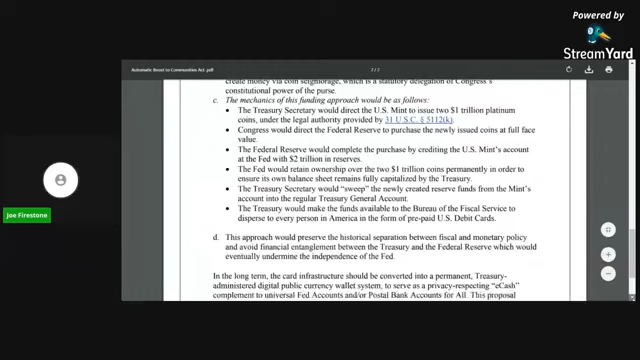 Powered by
StreamYard
Automatic Boost to Communities Act .pdf
2 / 2
create money via coin seigniorage, which is a statutory delegation of Congress's
constitutional power of the purse.
c. The mechanics of this funding approach would be as follows:
• The Treasury Secretary would direct the U.S. Mint to issue two $1 trillion platinum
coins, under the legal authority provided by 31 U.S.C. § 5112(k).
• Congress would direct the Federal Reserve to purchase the newly issued coins at full face
value.
• The Federal Reserve would complete the purchase by crediting the U.S. Mint's account
at the Fed with $2 trillion in reserves.
• The Fed would retain ownership over the two $1 trillion coins permanently in order to
ensure its own balance sheet remains fully capitalized by the Treasury.
• The Treasury Secretary would "sweep" the newly created reserve funds from the Mint's
account into the regular Treasury General Account.
• The Treasury would make the funds available to the Bureau of the Fiscal Service to
disperse to every person in America in the form of pre-paid U.S. Debit Cards.
d. This approach would preserve the historical separation between fiscal and monetary policy
and avoid financial entanglement between the Treasury and the Federal Reserve which would
eventually undermine the independence of the Fed.
In the long term, the card infrastructure should be converted into a permanent, Treasury-
administered digital public currency wallet system, to serve as a privacy-respecting "eCash"
complement to universal Fed Accounts and/or Postal Bank Accounts for All. This proposal
Joe Firestone